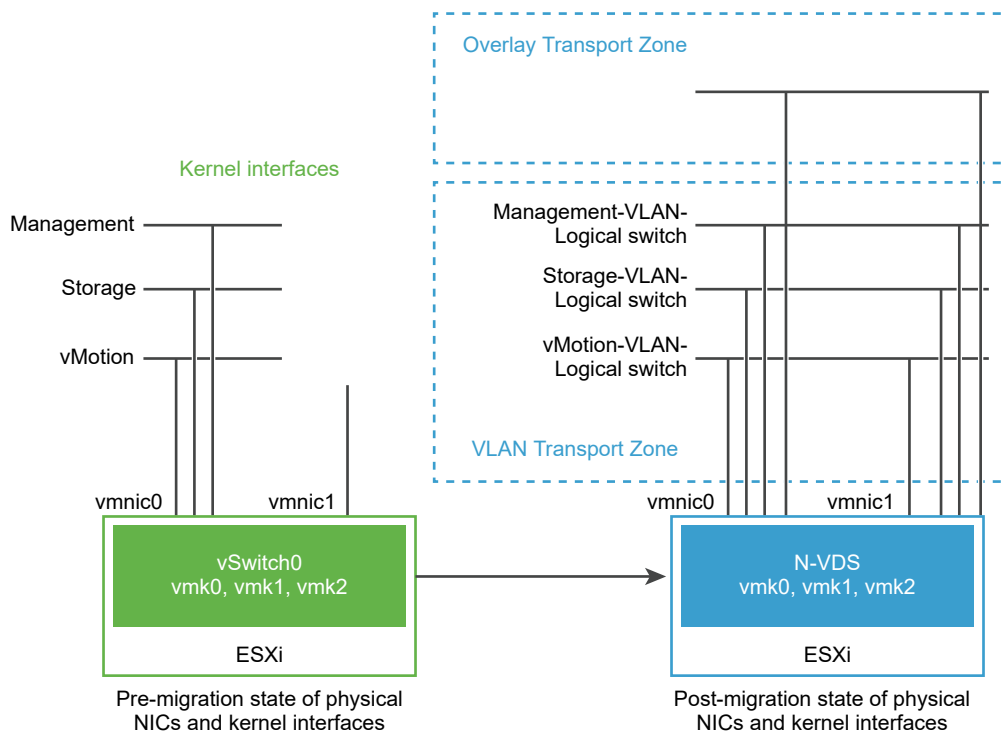 Overlay Transport Zone
Kernel interfaces
Management
Storage
vMotion
Management-VLAN-
Logical switch
Storage-VLAN-
Logical switch
vMotion-VLAN-
Logical switch
VLAN Transport Zone
vmnic0
vmnic1
vmnic0
vmnic1
vSwitch0
vmk0, vmk1, vmk2
ESXi
N-VDS
vmk0, vmk1, vmk2
ESXi
Pre-migration state of physical
NICs and kernel interfaces
Post-migration state of physical
NICs and kernel interfaces